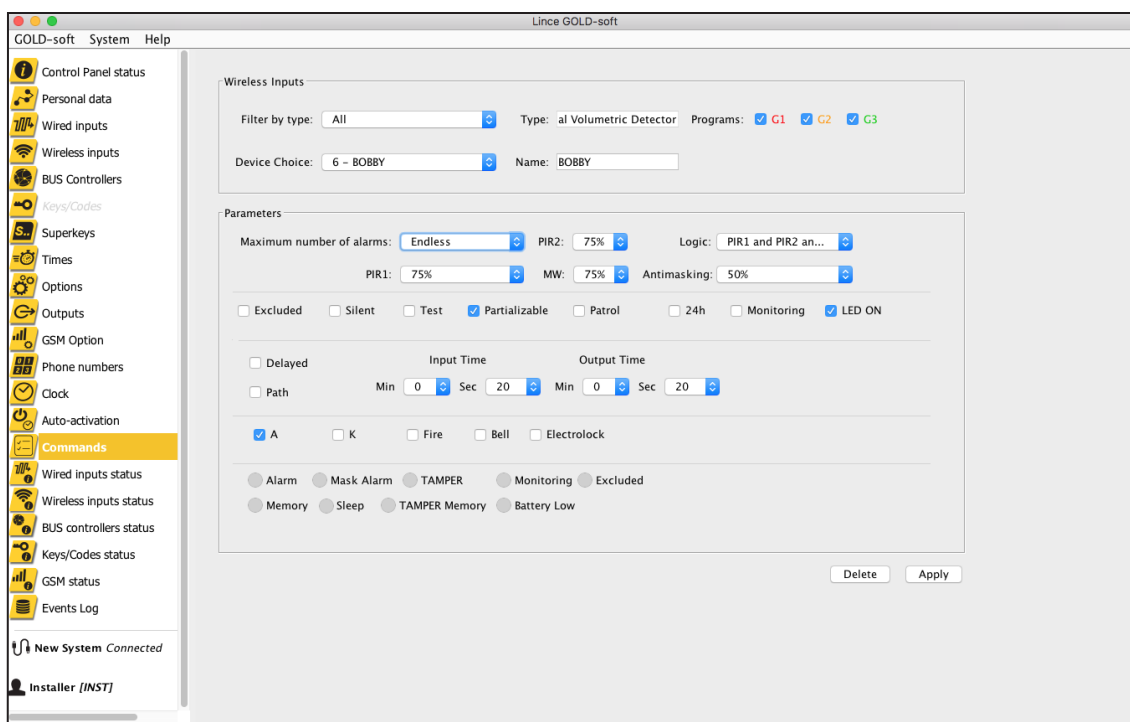 Lince GOLD-soft
GOLD-soft System Help
Control Panel status
Personal data
Wired inputs
Wireless inputs
BUS Controllers
Keys/Codes
S.. Superkeys
Times
Options
Outputs
GSM Option
Phone numbers
Clock
Auto-activation
Commands
Wired inputs status
Wireless inputs status
BUS controllers status
Keys/Codes status
GSM status
Events Log
New System Connected
Installer [INST]
Wireless Inputs
Filter by type: All Type: al Volumetric Detector Programs: G1 G2 G3
Device Choice: 6 - BOBBY Name: BOBBY
Parameters
Maximum number of alarms: Endless PIR2: 75% Logic: PIR1 and PIR2 an...
PIR1: 75% MW: 75% Antimasking: 50%
Excluded Silent Test Partializable Patrol 24h Monitoring LED ON
Delayed Input Time Output Time
Path Min 0 Sec 20 Min 0 Sec 20
A K Fire Bell Electrolock
Alarm Mask Alarm TAMPER Monitoring Excluded
Memory Sleep TAMPER Memory Battery Low
Delete Apply